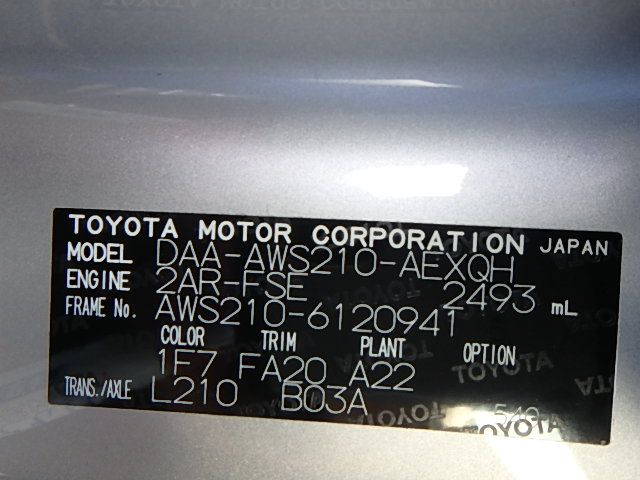 TOYOTA MOTOR CORPORATION JAPAN
MODEL DAA-AWS210-AEXQH
ENGINE 2AR-FSE 2493 mL
FRAME No. AWS210-6120941
COLOR TRIM PLANT OPTION
1F7 FA20 A22
TRANS./AXLE L210 B03A
540